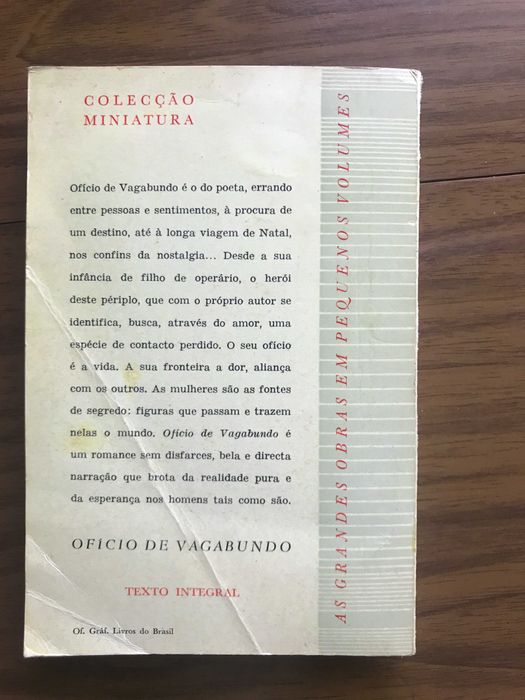 COLECÇÃO
MINIATURA
Ofício de Vagabundo é o do poeta, errando
entre pessoas e sentimentos, à procura de
um destino, até à longa viagem de Natal,
nos confins da nostalgia... Desde a sua
infância de filho de operário, o herói
deste périplo, que com o próprio autor se
identifica, busca, através do amor, uma
espécie de contacto perdido. O seu ofício
é a vida. A sua fronteira a dor, aliança
com os outros. As mulheres são as fontes
de segredo: figuras que passam e trazem
nelas o mundo. Ofício de Vagabundo é
um romance sem disfarces, bela e directa
narração que brota da realidade pura e
da esperança nos homens tais como são.
OFÍCIO DE VAGABUNDO
TEXTO INTEGRAL
Of. Gráf. Livros do Brasil
AS GRANDES OBRAS EM PEQUENOS VOLUMES